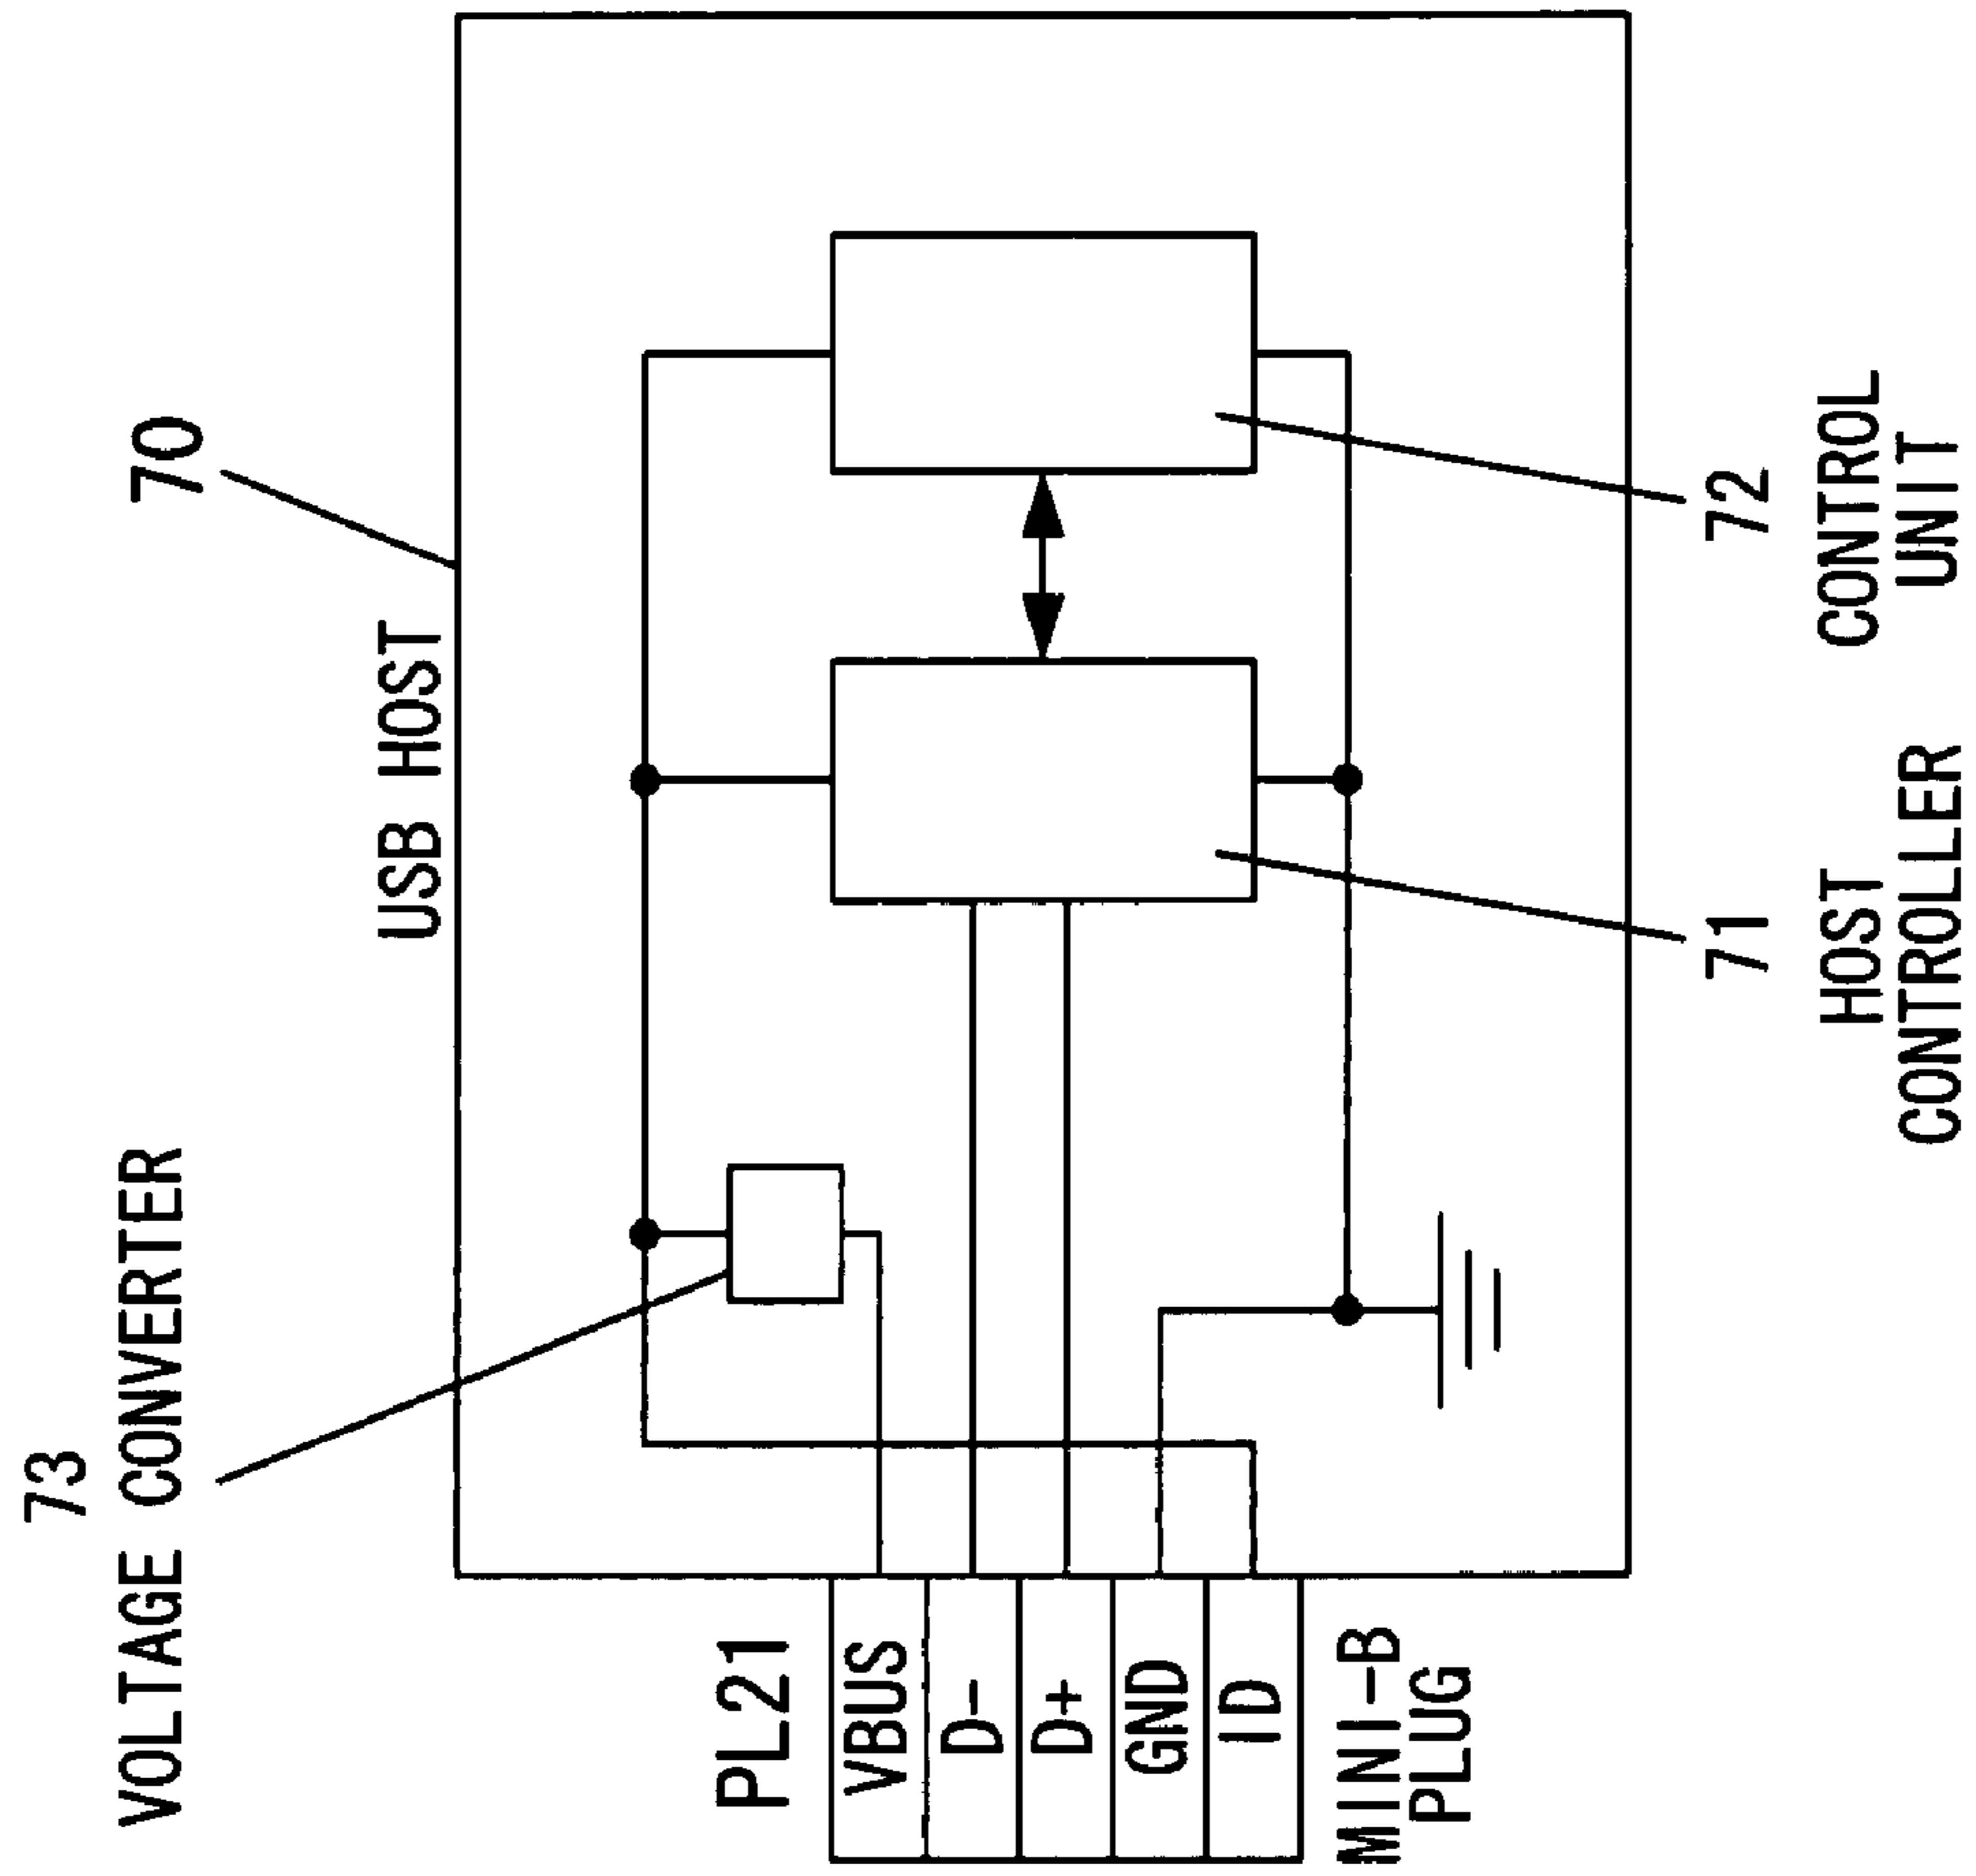 73
VOLTAGE CONVERTER
70
USB HOST
PL21
VBUS
D-
D+
GND
ID
MINI-B
PLUG
71
HOST
CONTROLLER
72
CONTROL
UNIT